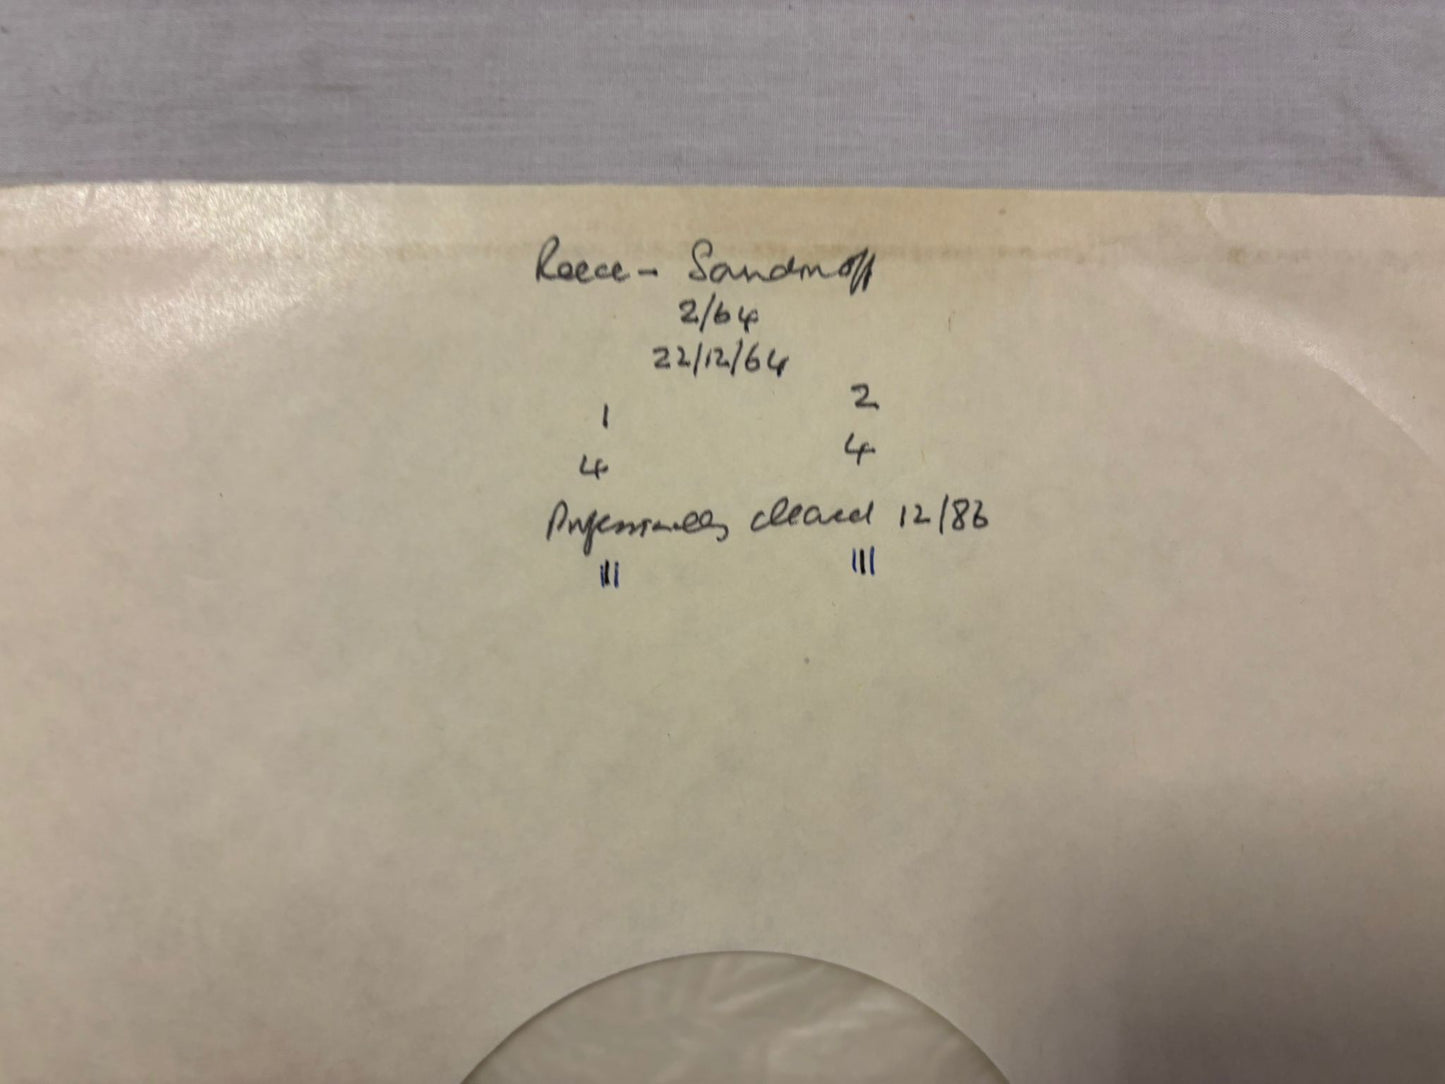 Reece - Sandmoff
2/64
22/12/64
1 2
4 4
Professionally cleaned 12/86
III III